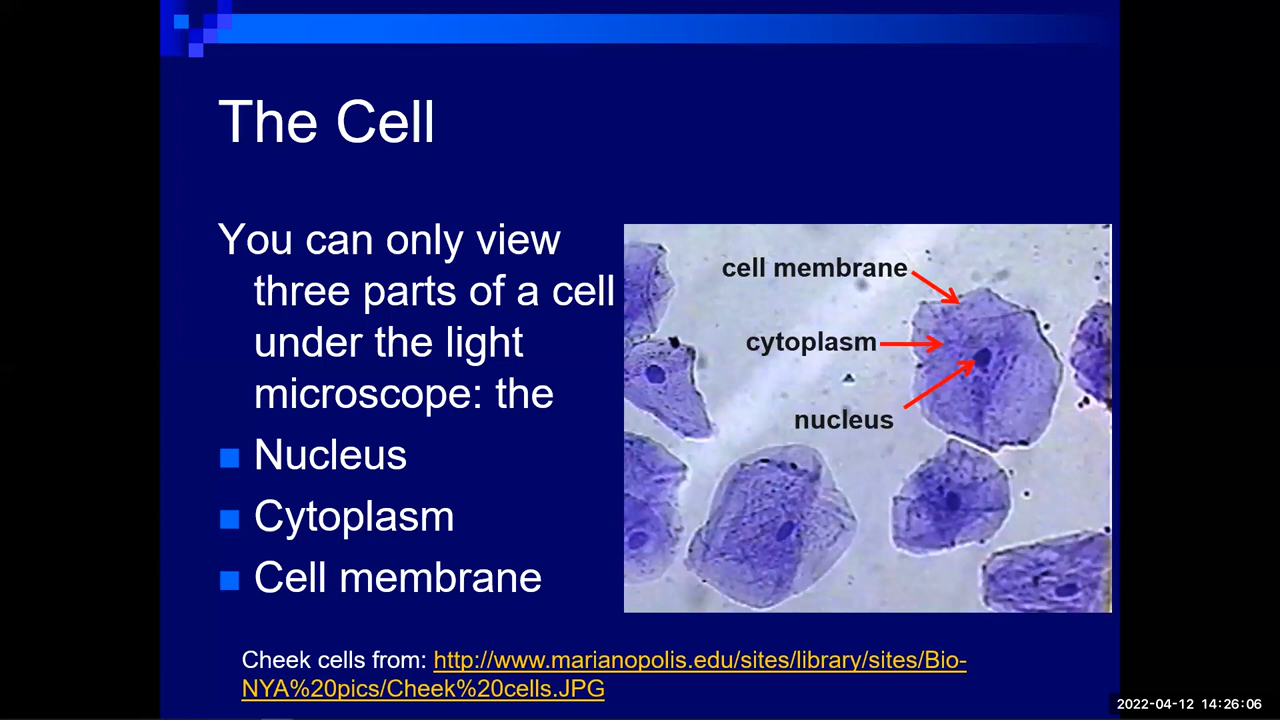 The Cell
You can only view
three parts of a cell
under the light
microscope: the
Nucleus
Cytoplasm
Cell membrane
cell membrane
cytoplasm
nucleus
Cheek cells from: http://www.marianopolis.edu/sites/library/sites/Bio-
NYA%20pics/Cheek%20cells.JPG
2022-04-12 14:26:06